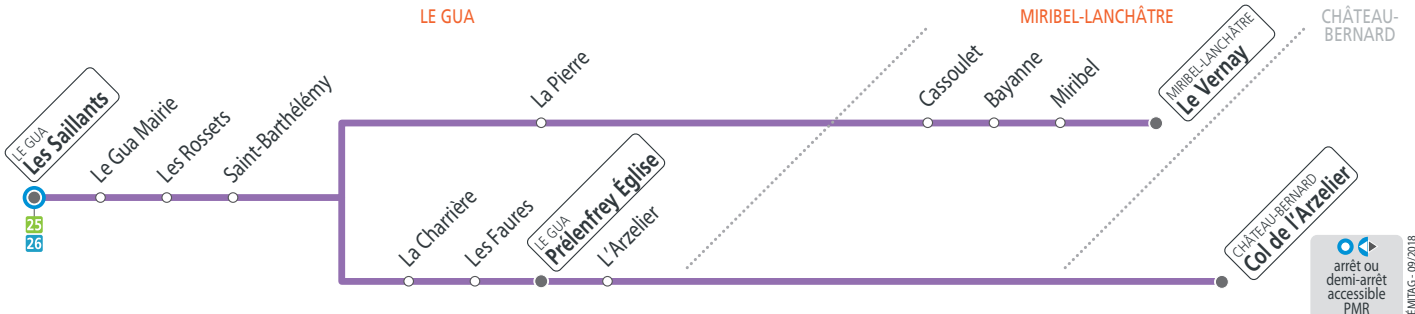 LE GUA
MIRIBEL-LANCHÂTRE
CHÂTEAU-
BERNARD
LE GUA
Les Saillants
Le Gua Mairie
Les Rossets
Saint-Barthélémy
La Pierre
Cassoulet
Bayanne
Miribel
MIRIBEL-LANCHÂTRE
Le Vernay
25
26
La Charrière
Les Faures
LE GUA
Prélenfrey Église
L'Arzelier
CHÂTEAU-BERNARD
Col de l'Arzelier
arrêt ou
demi-arrêt
accessible
PMR
ÉMITAG - 09/2018